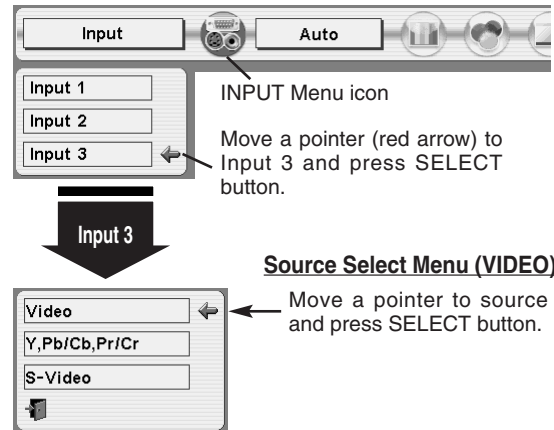 Input Auto
Input 1
Input 2
Input 3
INPUT Menu icon
Move a pointer (red arrow) to
Input 3 and press SELECT
button.
Input 3
Source Select Menu (VIDEO)
Video
Y,Pb/Cb,Pr/Cr
S-Video
Move a pointer to source
and press SELECT button.